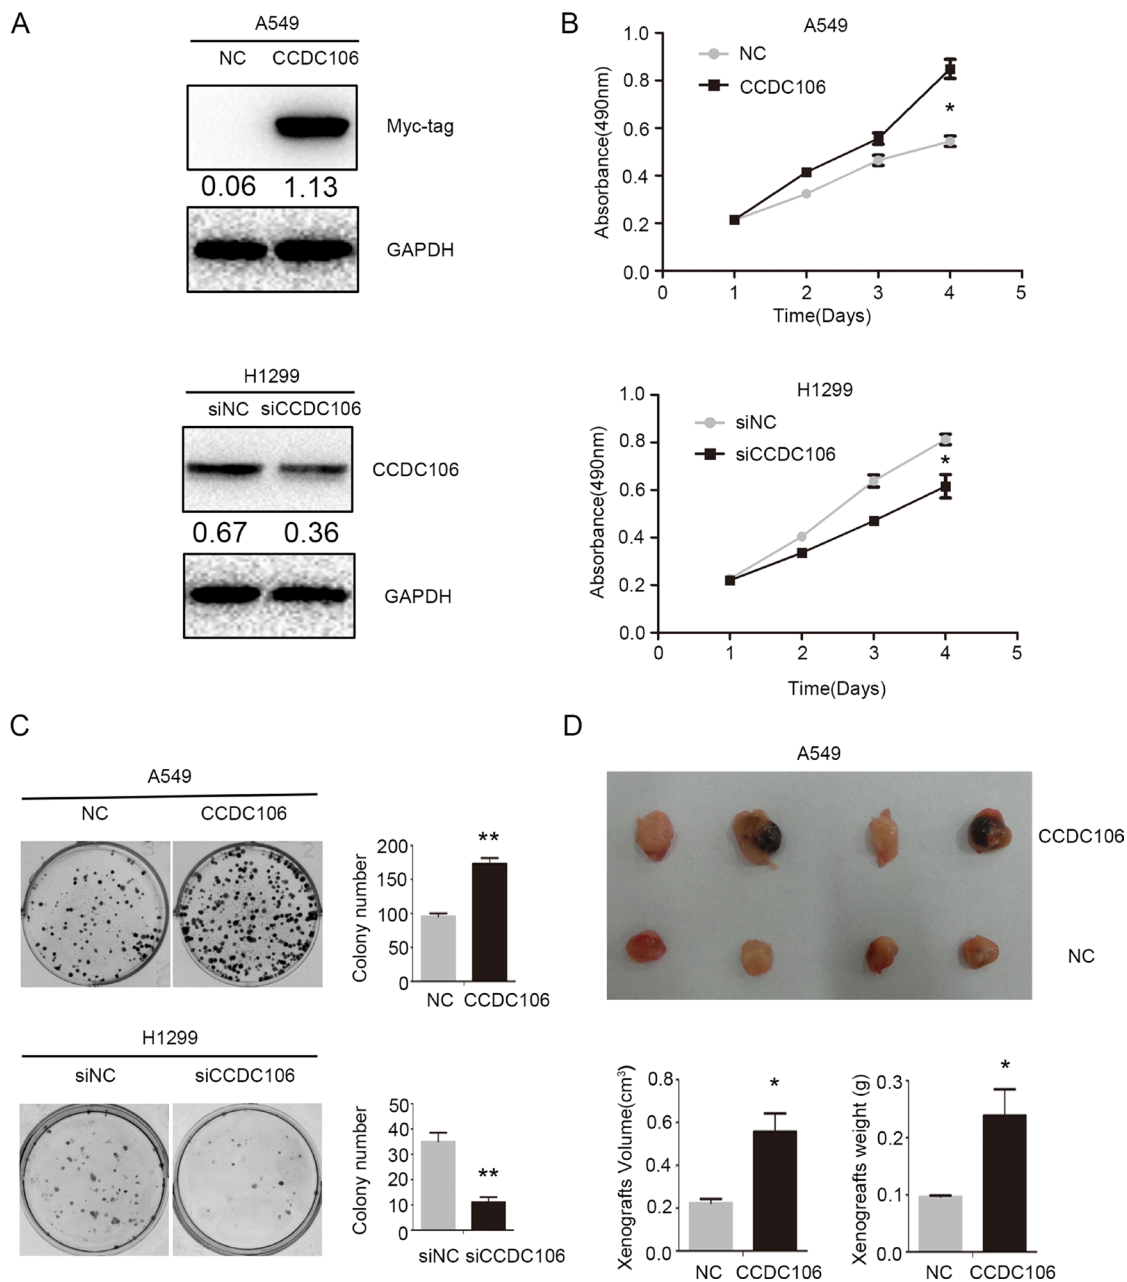 A
A549
NC CCDC106
Myc-tag
0.06 1.13
GAPDH
H1299
siNC siCCDC106
CCDC106
0.67 0.36
GAPDH
B
A549
1.0
0.8
0.6
0.4
0.2
0.0
Absorbance(490nm)
NC
CCDC106
*
0 1 2 3 4 5
Time(Days)
H1299
1.0
0.8
0.6
0.4
0.2
0.0
Absorbance(490nm)
siNC
siCCDC106
*
0 1 2 3 4 5
Time(Days)
C
A549
NC CCDC106
Colony number
200
150
100
50
0
**
NC CCDC106
H1299
siNC siCCDC106
Colony number
50
40
30
20
10
0
**
siNC siCCDC106
D
A549
CCDC106
NC
Xenografts Volume(cm³)
0.8
0.6
0.4
0.2
0.0
*
NC CCDC106
Xenogreafts weight (g)
0.3
0.2
0.1
0.0
*
NC CCDC106